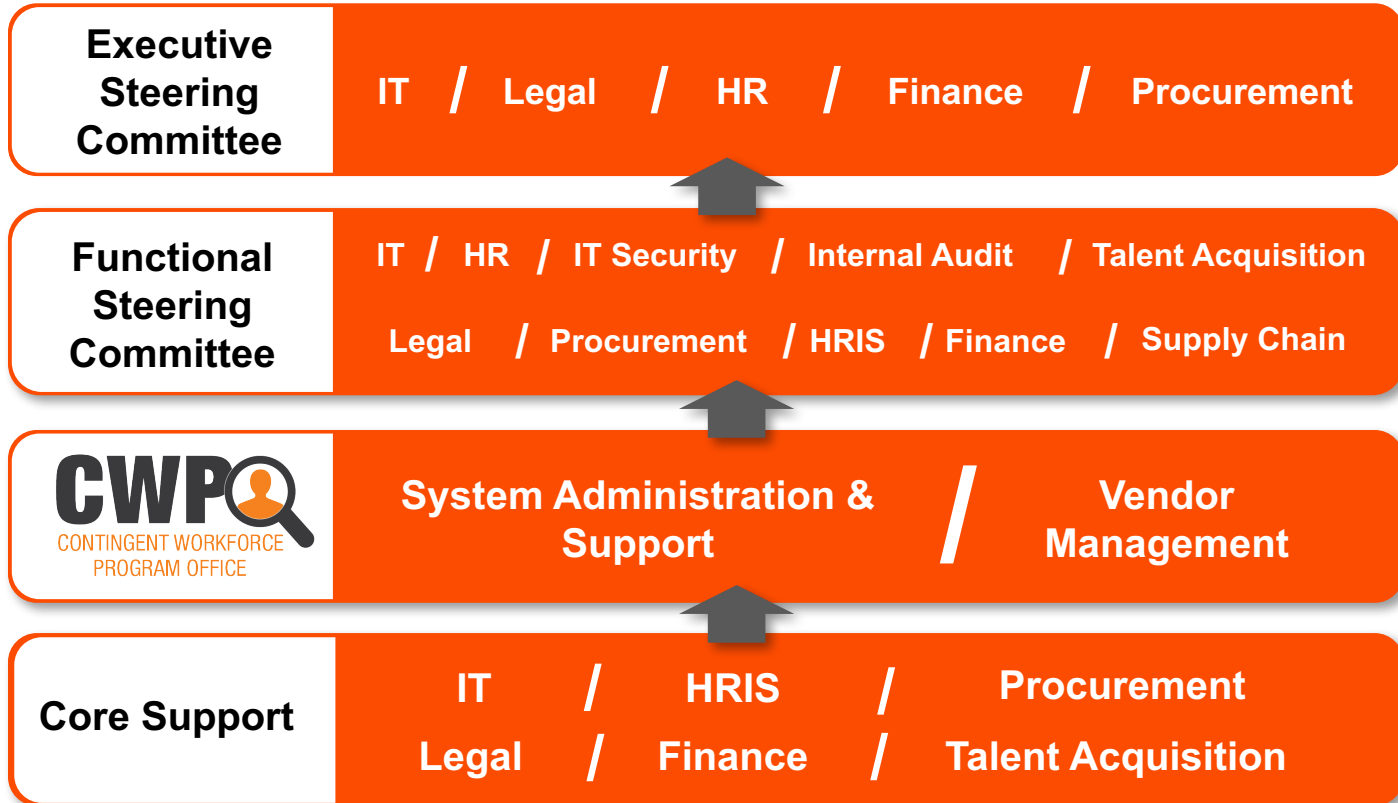 Executive
Steering
Committee
IT / Legal / HR / Finance / Procurement
Functional
Steering
Committee
IT / HR / IT Security / Internal Audit / Talent Acquisition
Legal / Procurement / HRIS / Finance / Supply Chain
CWPO
CONTINGENT WORKFORCE
PROGRAM OFFICE
System Administration & / Vendor
Support Management
Core Support
IT / HRIS / Procurement
Legal / Finance / Talent Acquisition